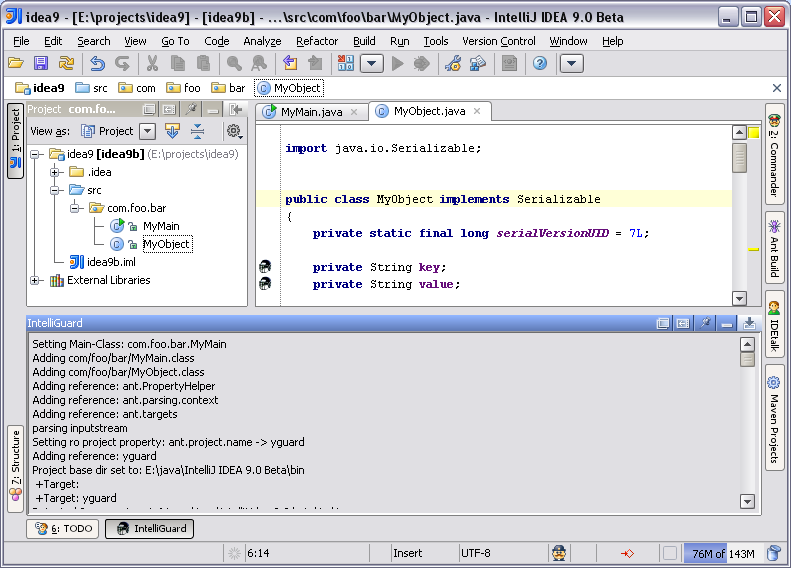 idea9 - [E:\projects\idea9] - [idea9b] - ...\src\com\foo\bar\MyObject.java - IntelliJ IDEA 9.0 Beta
File Edit Search View Go To Code Analyze Refactor Build Run Tools Version Control Window Help
idea9 src com foo bar MyObject
1: Project
Project com.fo...
View as: Project
idea9 [idea9b] (E:\projects\idea9)
.idea
src
com.foo.bar
MyMain
MyObject
idea9b.iml
External Libraries
MyMain.java MyObject.java
import java.io.Serializable;
public class MyObject implements Serializable
{
private static final long serialVersionUID = 7L;
private String key;
private String value;
2: Commander
Ant Build
IDEtalk
Maven Projects
IntelliGuard
Setting Main-Class: com.foo.bar.MyMain
Adding com/foo/bar/MyMain.class
Adding com/foo/bar/MyObject.class
Adding reference: ant.PropertyHelper
Adding reference: ant.parsing.context
Adding reference: ant.targets
parsing inputstream
Setting ro project property: ant.project.name -> yguard
Adding reference: yguard
Project base dir set to: E:\java\IntelliJ IDEA 9.0 Beta\bin
+Target:
+Target: yguard
7: Structure
6: TODO IntelliGuard
6:14 Insert UTF-8 76M of 143M